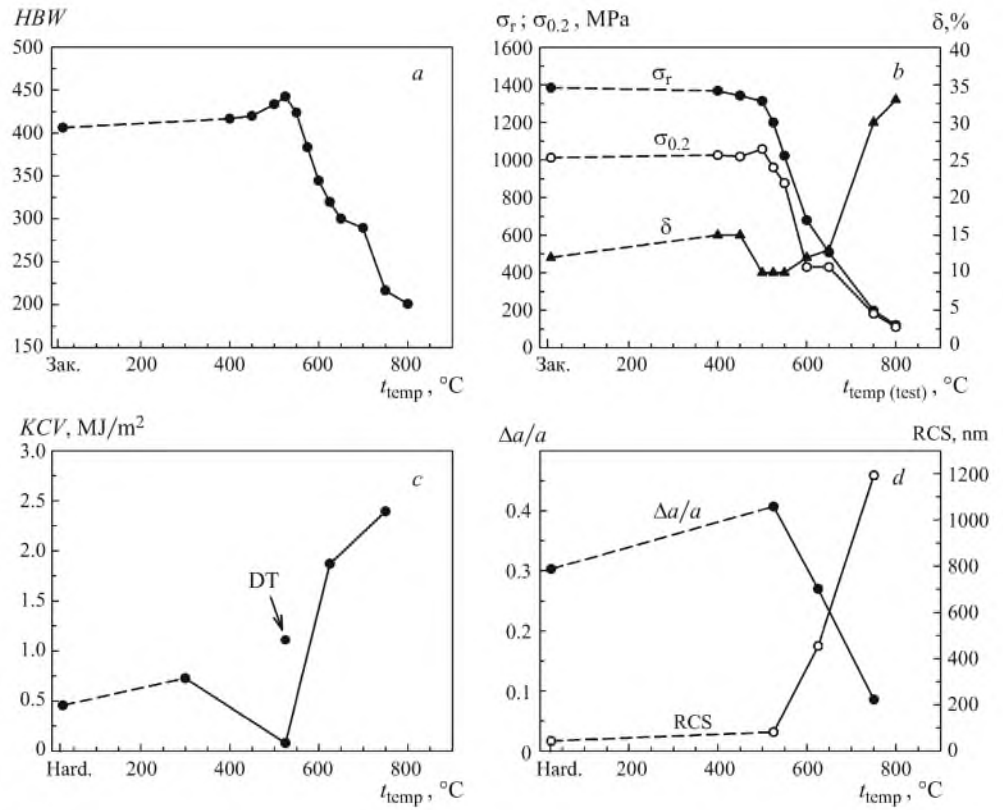 HBW
500
450
400
350
300
250
200
150
a
Зак.
200
400
600
800
t_temp, °C
σ_r ; σ_0.2, MPa
δ,%
1600
1400
1200
1000
800
600
400
200
0
b
σ_r
σ_0.2
δ
40
35
30
25
20
15
10
5
0
Зак.
200
400
600
800
t_temp (test), °C
KCV, MJ/m²
3.0
2.5
2.0
1.5
1.0
0.5
0
c
DT
Hard.
200
400
600
800
t_temp, °C
Δa/a
RCS, nm
0.4
0.3
0.2
0.1
0
d
Δa/a
RCS
1200
1000
800
600
400
200
0
Hard.
200
400
600
800
t_temp, °C